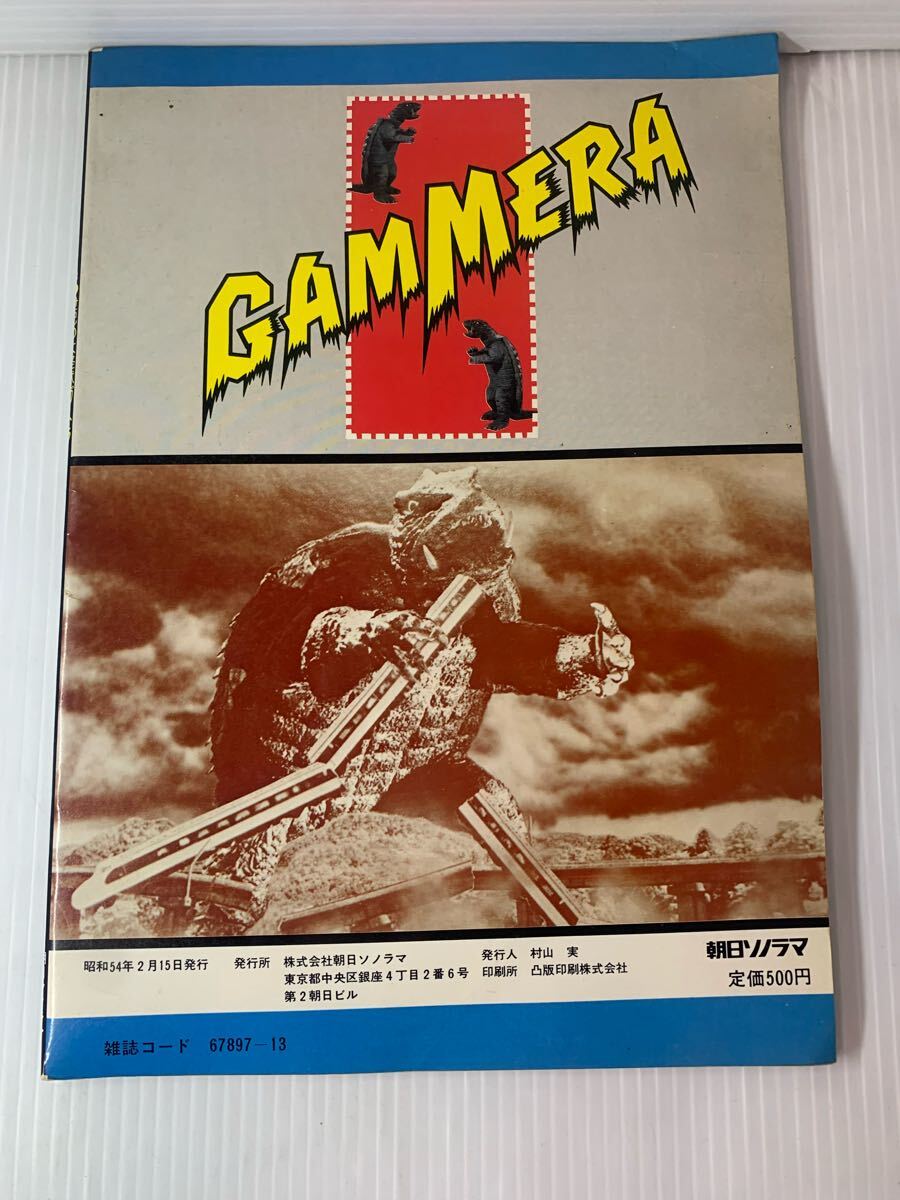 GAMMERA
昭和54年2月15日発行 発行所 株式会社朝日ソノラマ 発行人 村山 実
東京都中央区銀座4丁目2番6号 印刷所 凸版印刷株式会社
第2朝日ビル
朝日ソノラマ
定価500円
雑誌コード 67897-13